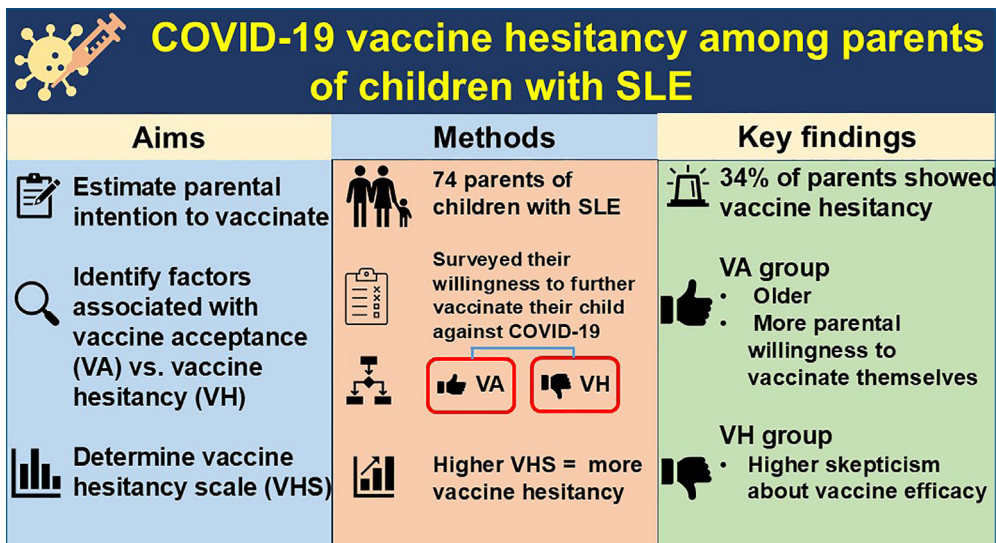 COVID-19 vaccine hesitancy among parents
of children with SLE
Aims
Estimate parental
intention to vaccinate
Identify factors
associated with
vaccine acceptance
(VA) vs. vaccine
hesitancy (VH)
Determine vaccine
hesitancy scale (VHS)
Methods
74 parents of
children with SLE
Surveyed their
willingness to further
vaccinate their child
against COVID-19
VA
VH
Higher VHS = more
vaccine hesitancy
Key findings
34% of parents showed
vaccine hesitancy
VA group
• Older
• More parental
willingness to
vaccinate themselves
VH group
• Higher skepticism
about vaccine efficacy